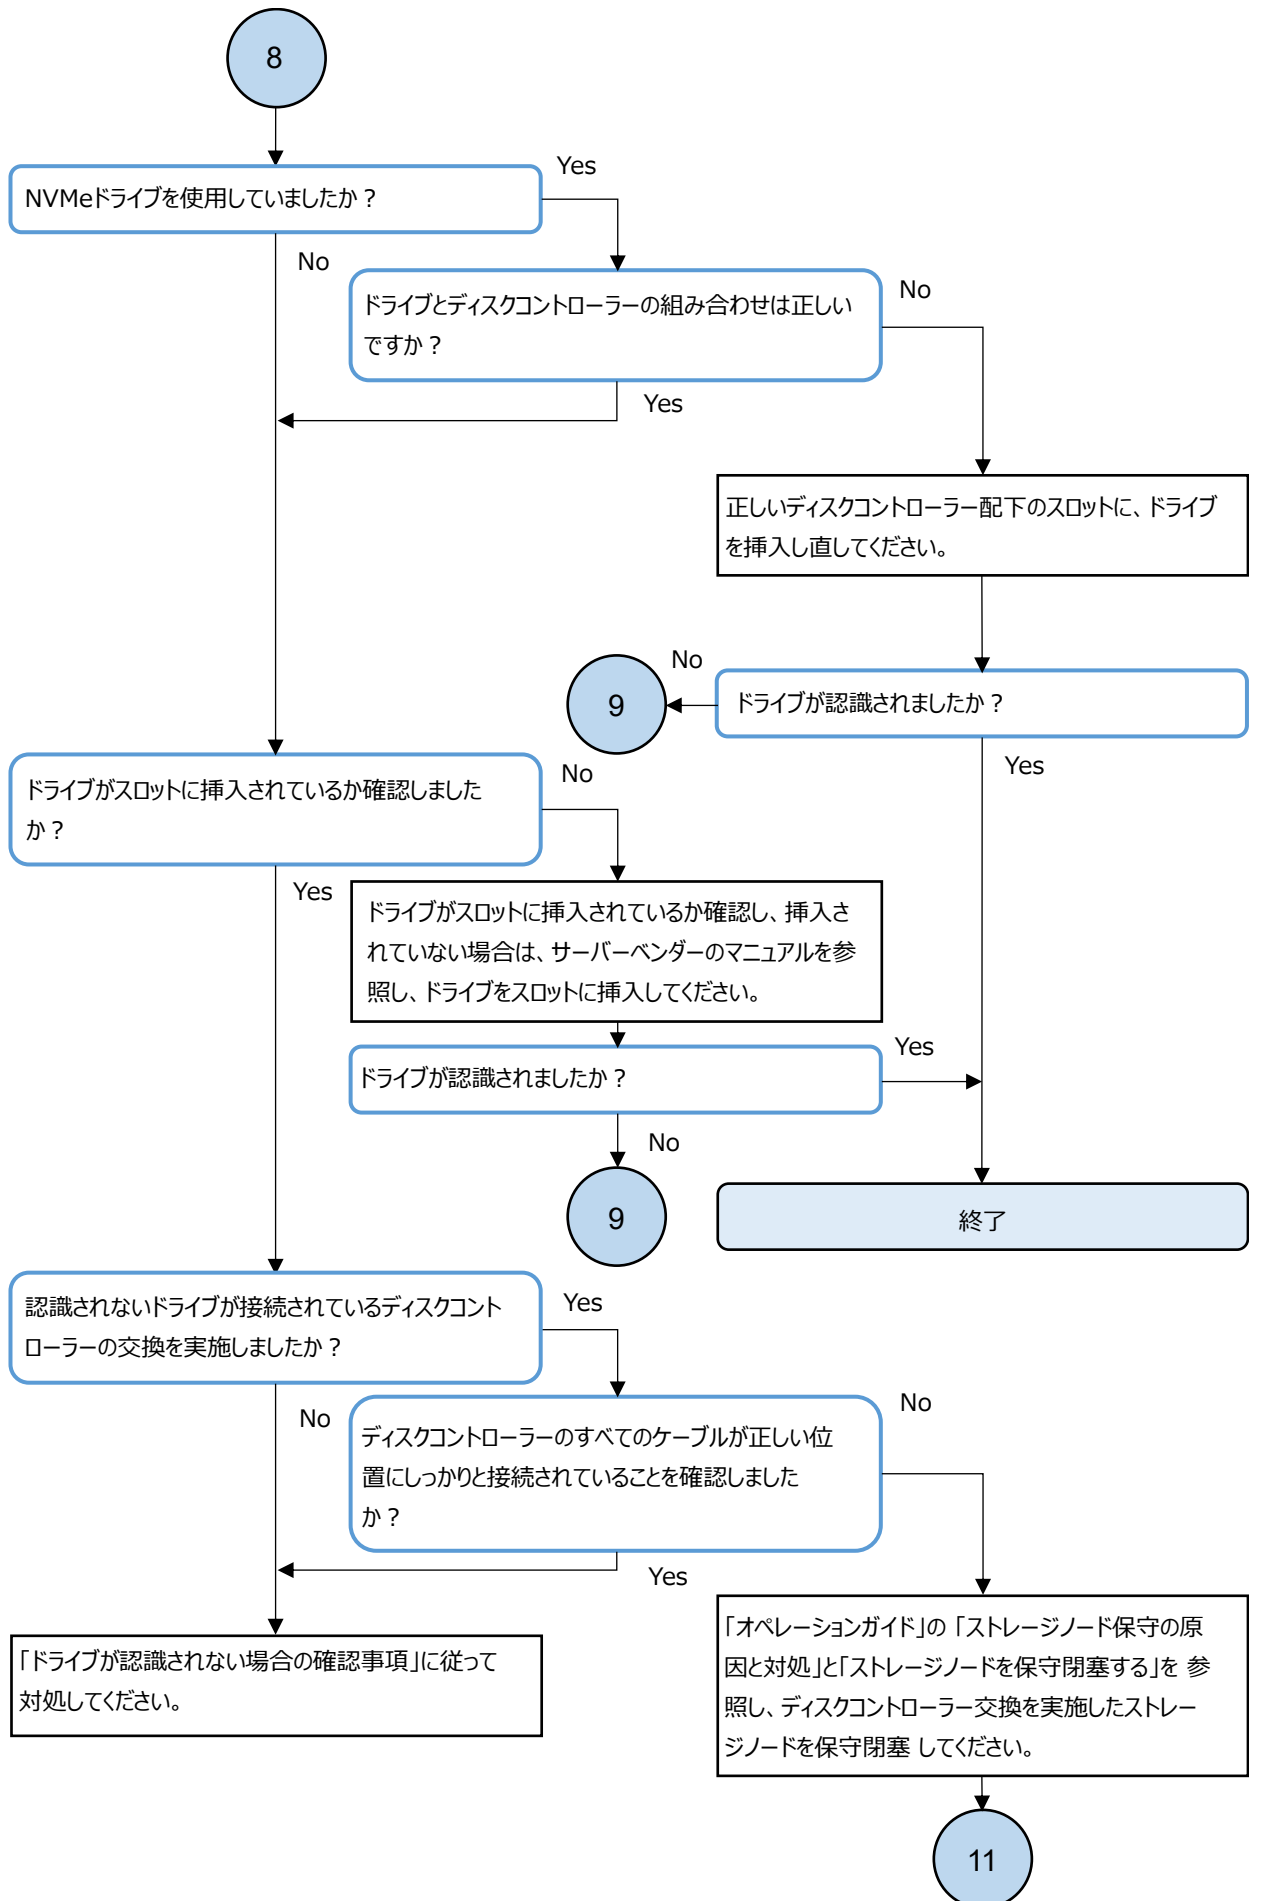 8
NVMeドライブを使用していましたか？
Yes
No
ドライブとディスクコントローラーの組み合わせは正しい
ですか？
No
Yes
正しいディスクコントローラー配下のスロットに、ドライブ
を挿入し直してください。
No
9
ドライブが認識されましたか？
Yes
ドライブがスロットに挿入されているか確認しました
か？
No
Yes
ドライブがスロットに挿入されているか確認し、挿入さ
れていない場合は、サーバーベンダーのマニュアルを参
照し、ドライブをスロットに挿入してください。
ドライブが認識されましたか？
Yes
No
9
終了
認識されないドライブが接続されているディスクコント
ローラーの交換を実施しましたか？
Yes
No
ディスクコントローラーのすべてのケーブルが正しい位
置にしっかりと接続されていることを確認しました
か？
No
Yes
「ドライブが認識されない場合の確認事項」に従って
対処してください。
「オペレーションガイド」の「ストレージノード保守の原
因と対処」と「ストレージノードを保守閉塞する」を 参
照し、ディスクコントローラー交換を実施したストレー
ジノードを保守閉塞 してください。
11